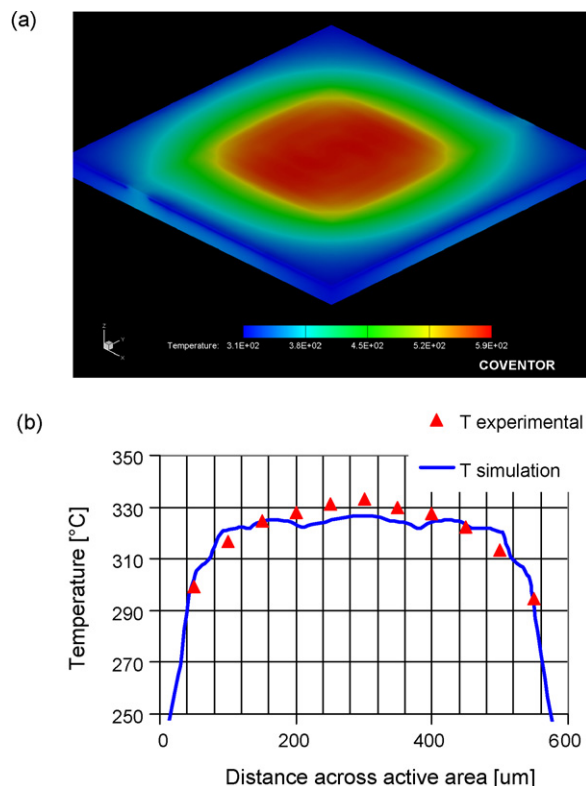 (a)
Z
Y
X
Temperature: 3.1E+02 3.8E+02 4.5E+02 5.2E+02 5.9E+02
COVENTOR
(b)
T experimental
T simulation
Temperature [°C]
350
330
310
290
270
250
0 200 400 600
Distance across active area [um]